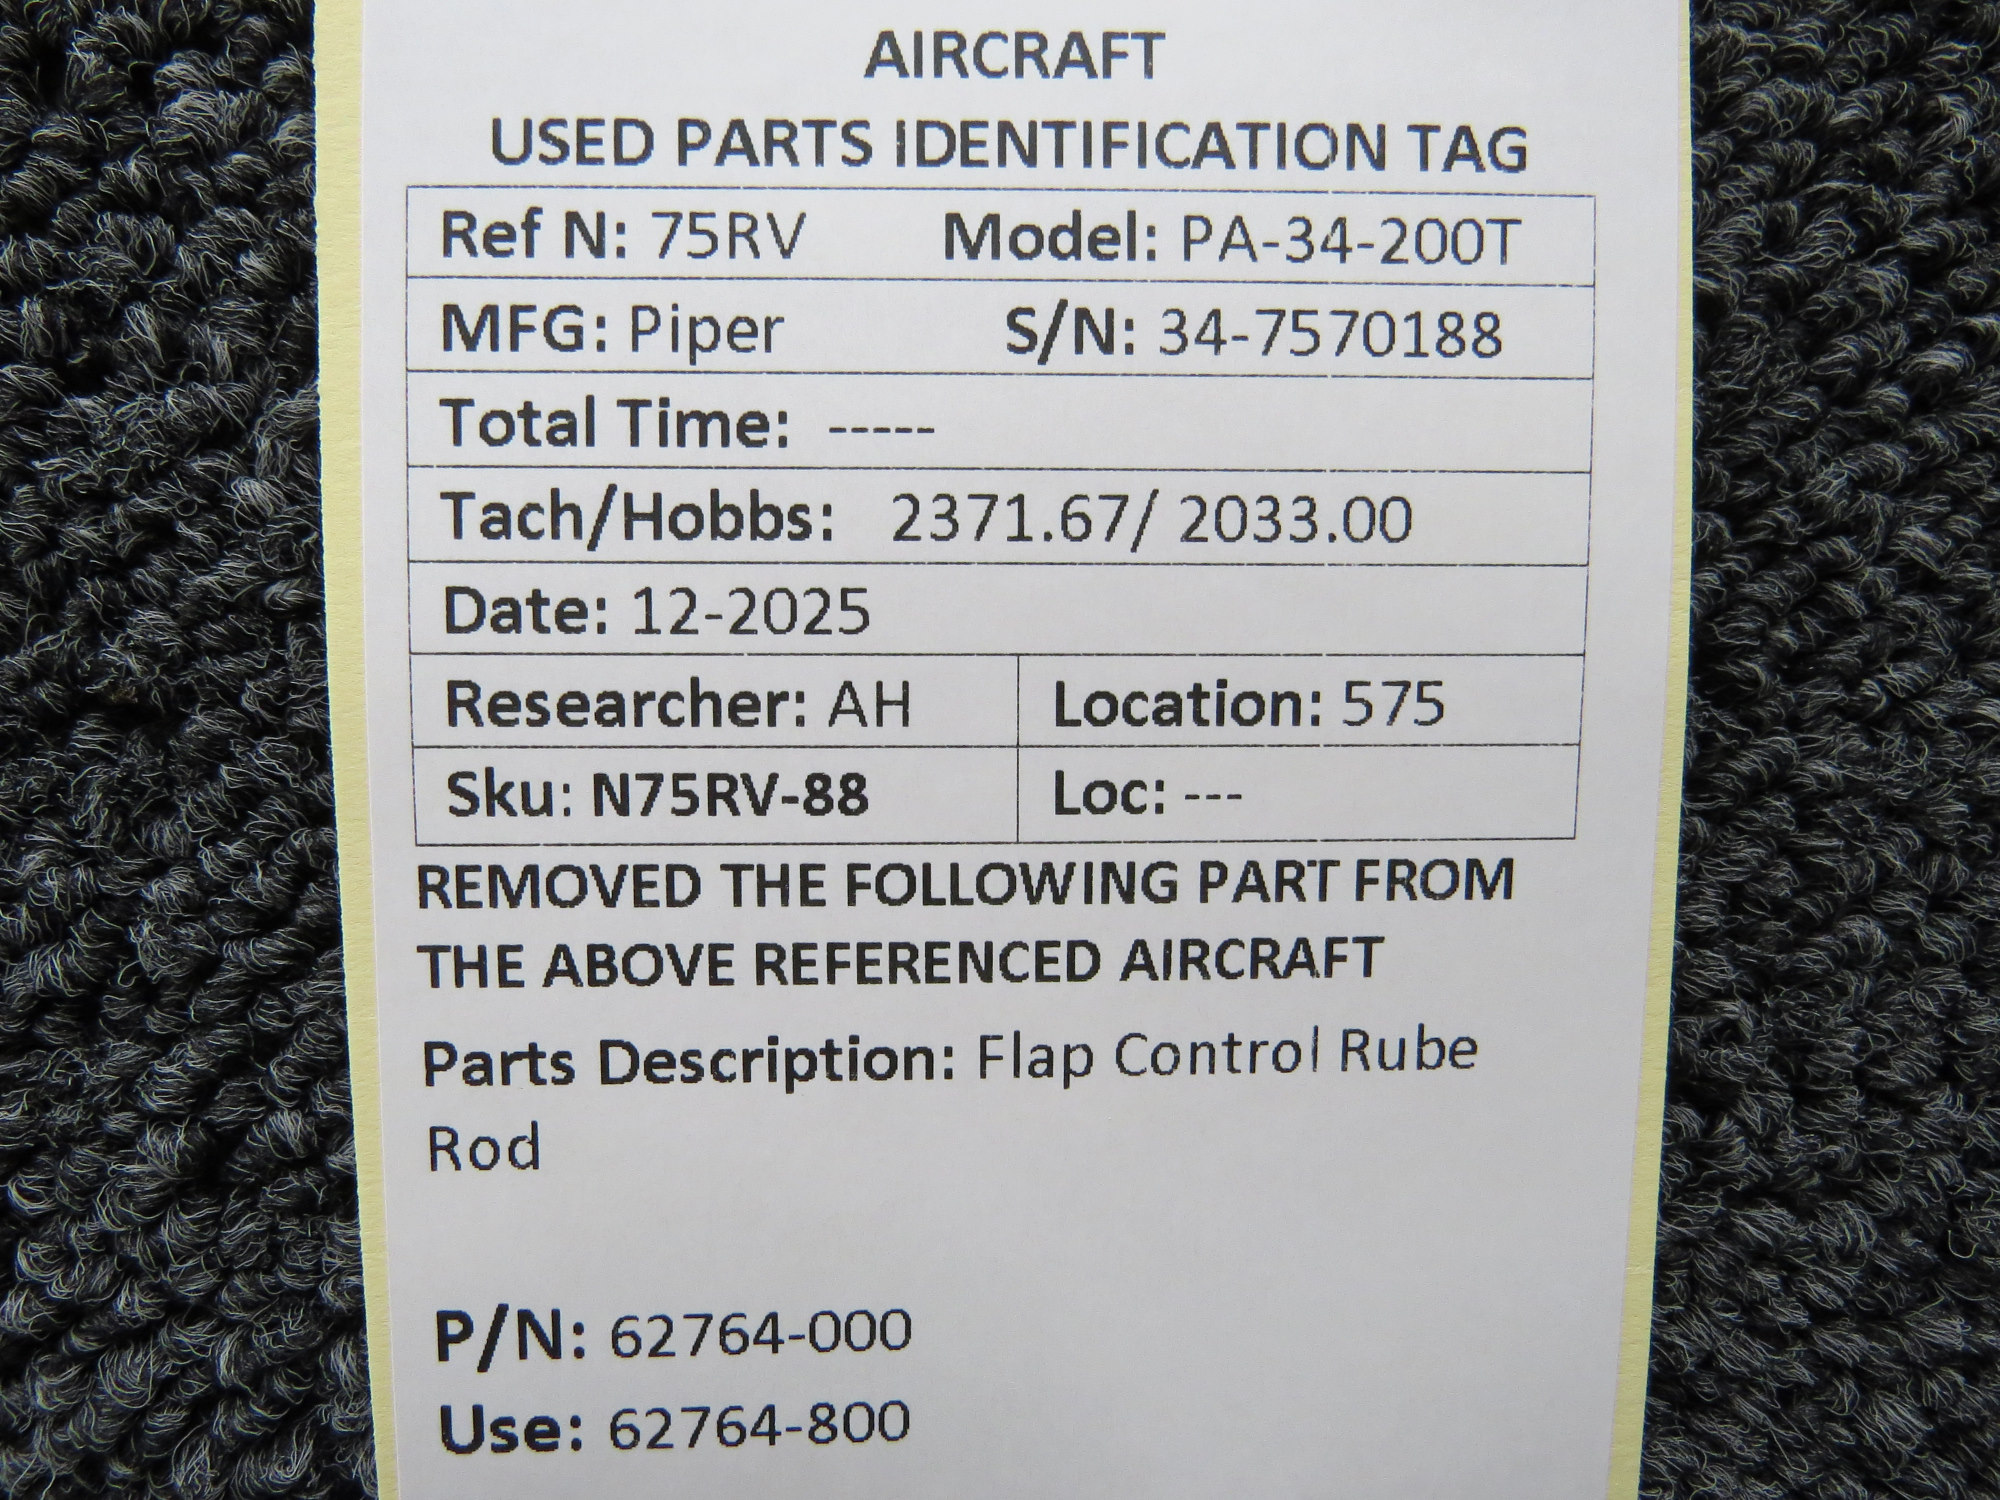 AIRCRAFT
USED PARTS IDENTIFICATION TAG
Ref N: 75RV Model: PA-34-200T
MFG: Piper S/N: 34-7570188
Total Time: -----
Tach/Hobbs: 2371.67/ 2033.00
Date: 12-2025
Researcher: AH Location: 575
Sku: N75RV-88 Loc: ---
REMOVED THE FOLLOWING PART FROM
THE ABOVE REFERENCED AIRCRAFT
Parts Description: Flap Control Rube
Rod
P/N: 62764-000
Use: 62764-800